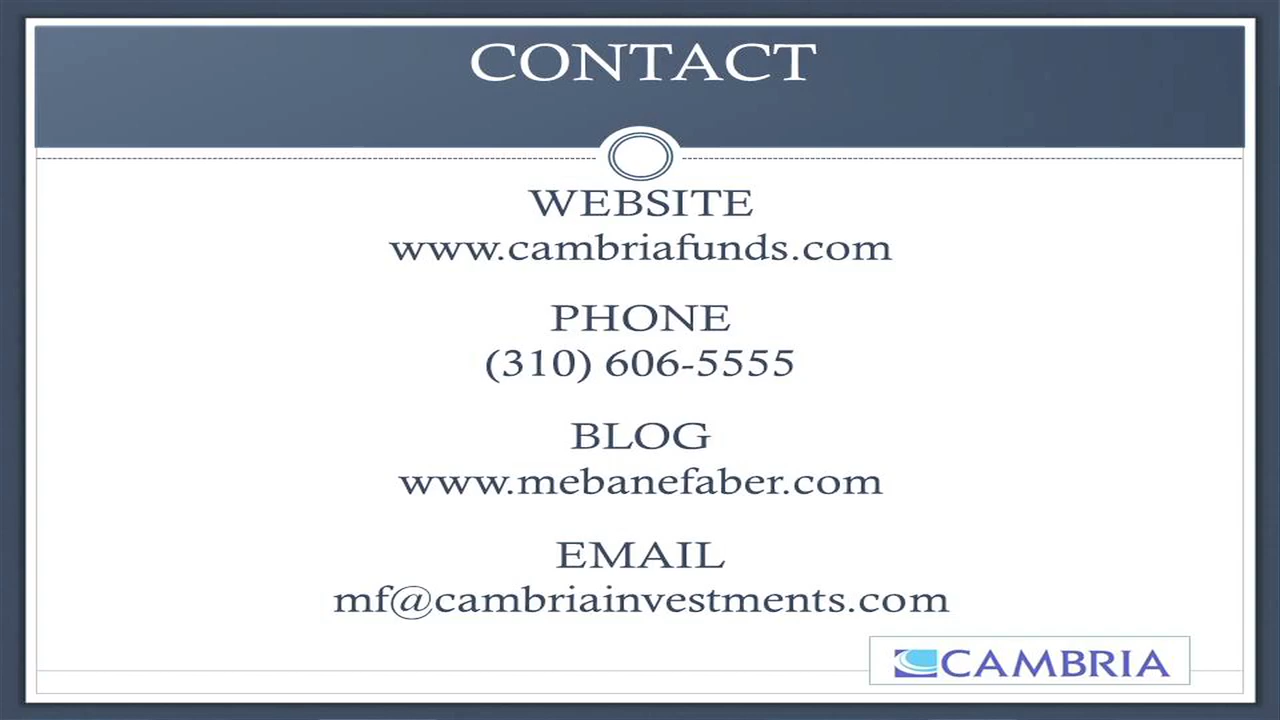 CONTACT
WEBSITE
www.cambriafunds.com
PHONE
(310) 606-5555
BLOG
www.mebanefaber.com
EMAIL
mf@cambriainvestments.com
CAMBRIA